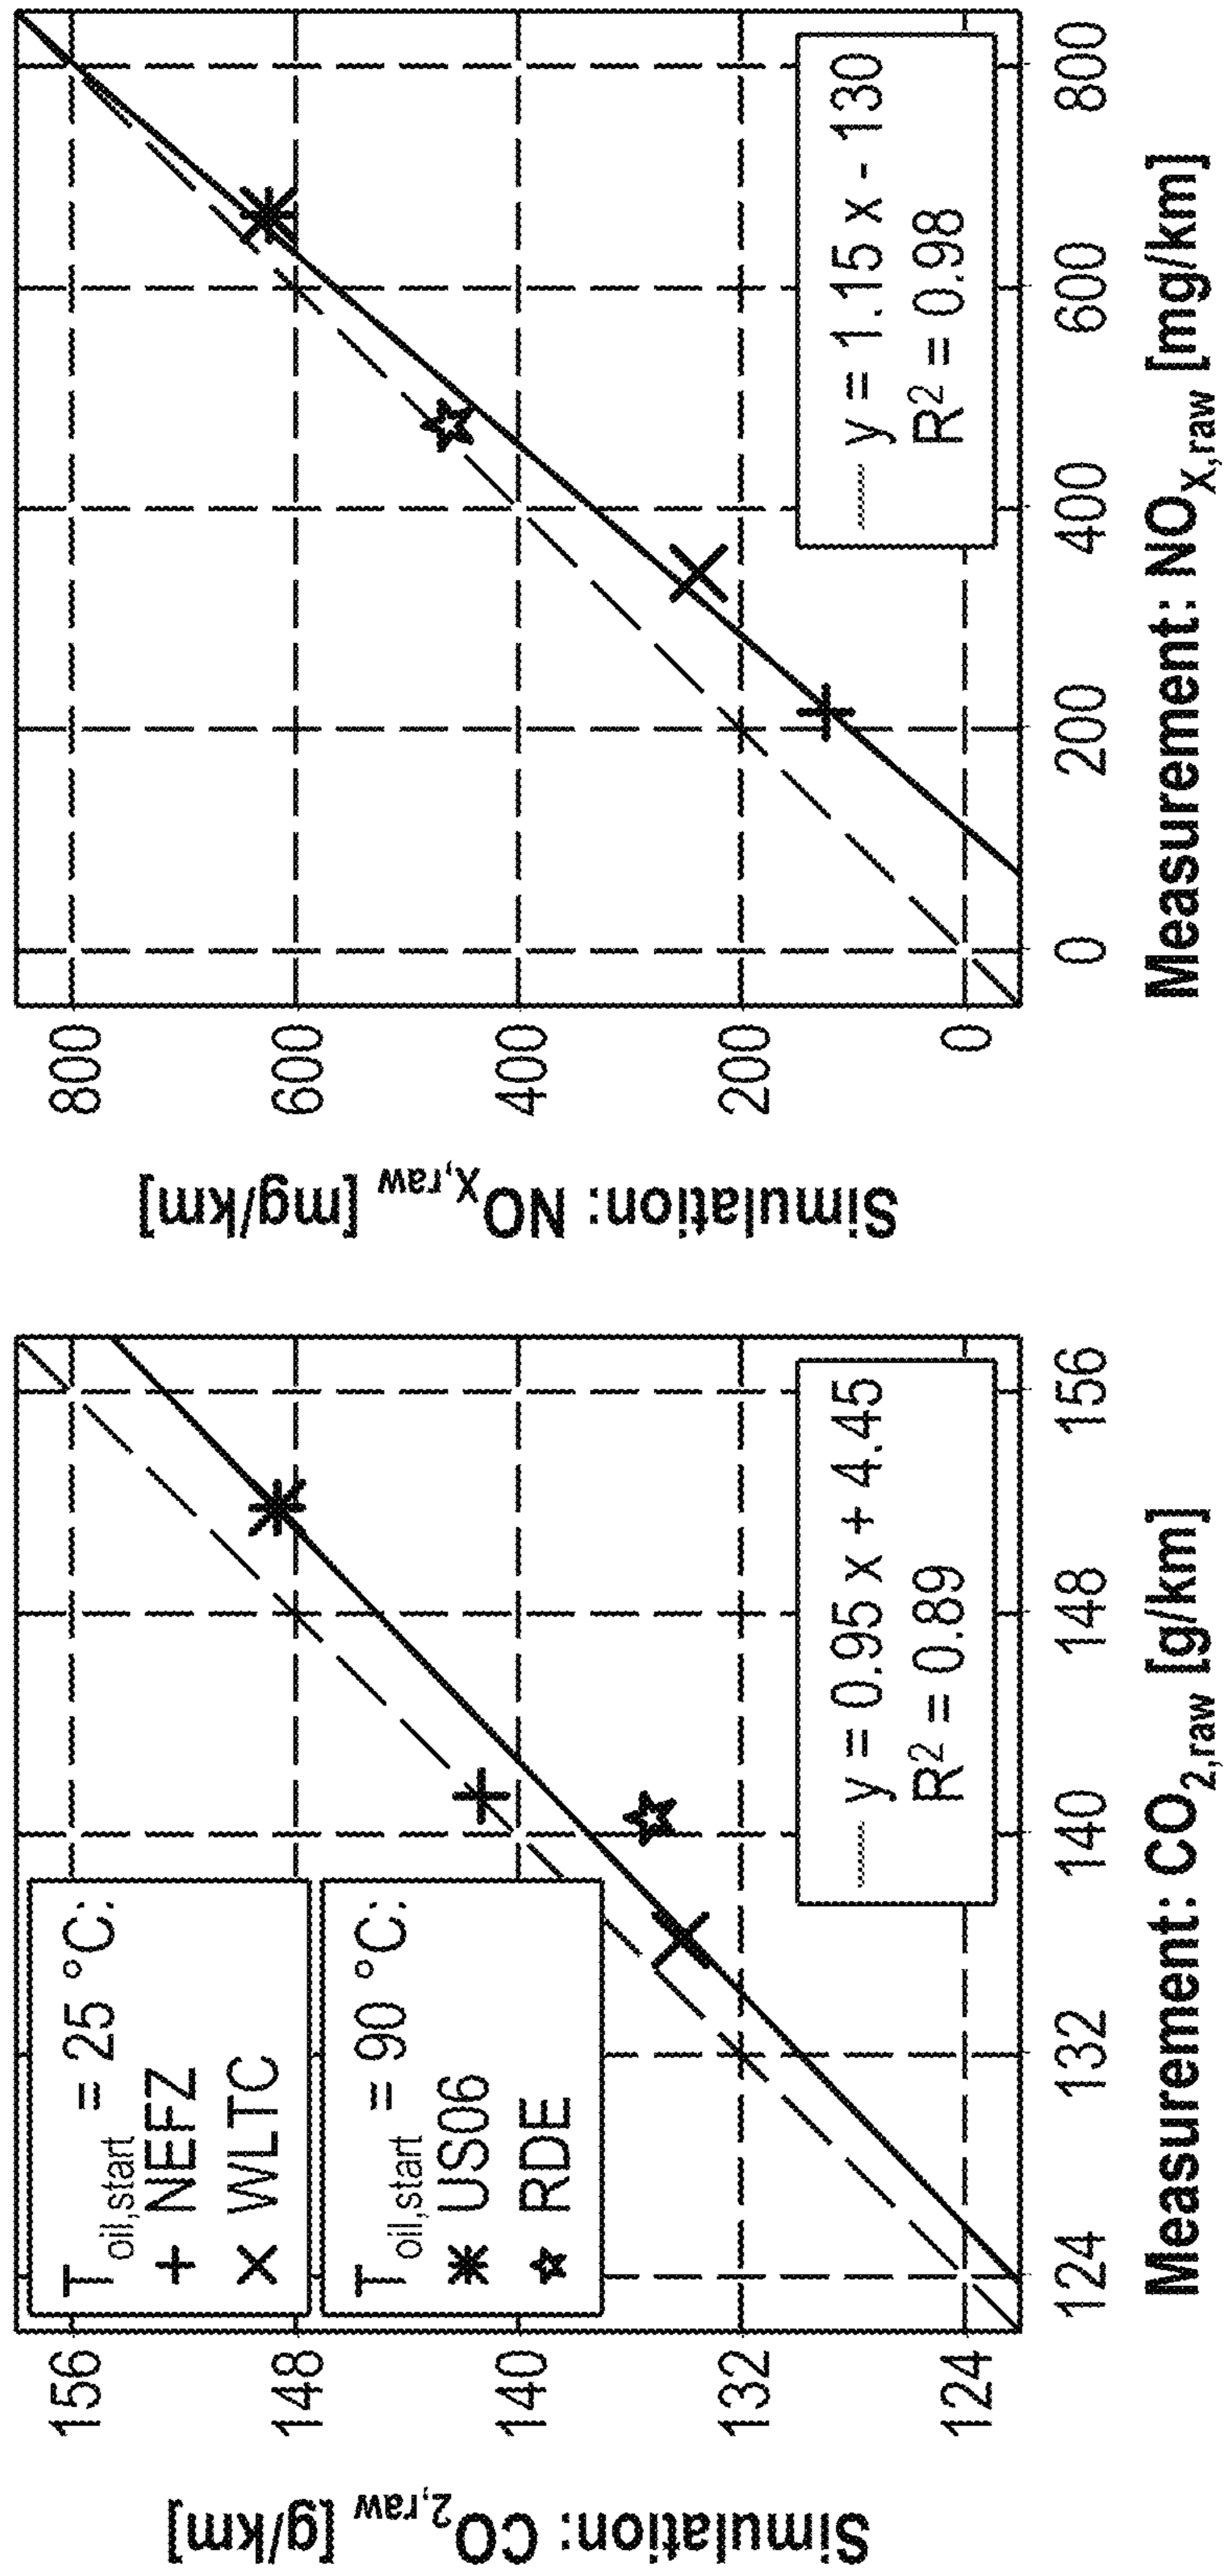 Simulation: CO2,raw [g/km]
156
148
140
132
124
Toil,start = 25 °C:
+ NEFZ
× WLTC
Toil,start = 90 °C:
✳ US06
☆ RDE
y = 0.95 x + 4.45
R² = 0.89
124 132 140 148 156
Measurement: CO2,raw [g/km]
Simulation: NOX,raw [mg/km]
800
600
400
200
0
y = 1.15 x - 130
R² = 0.98
0 200 400 600 800
Measurement: NOX,raw [mg/km]